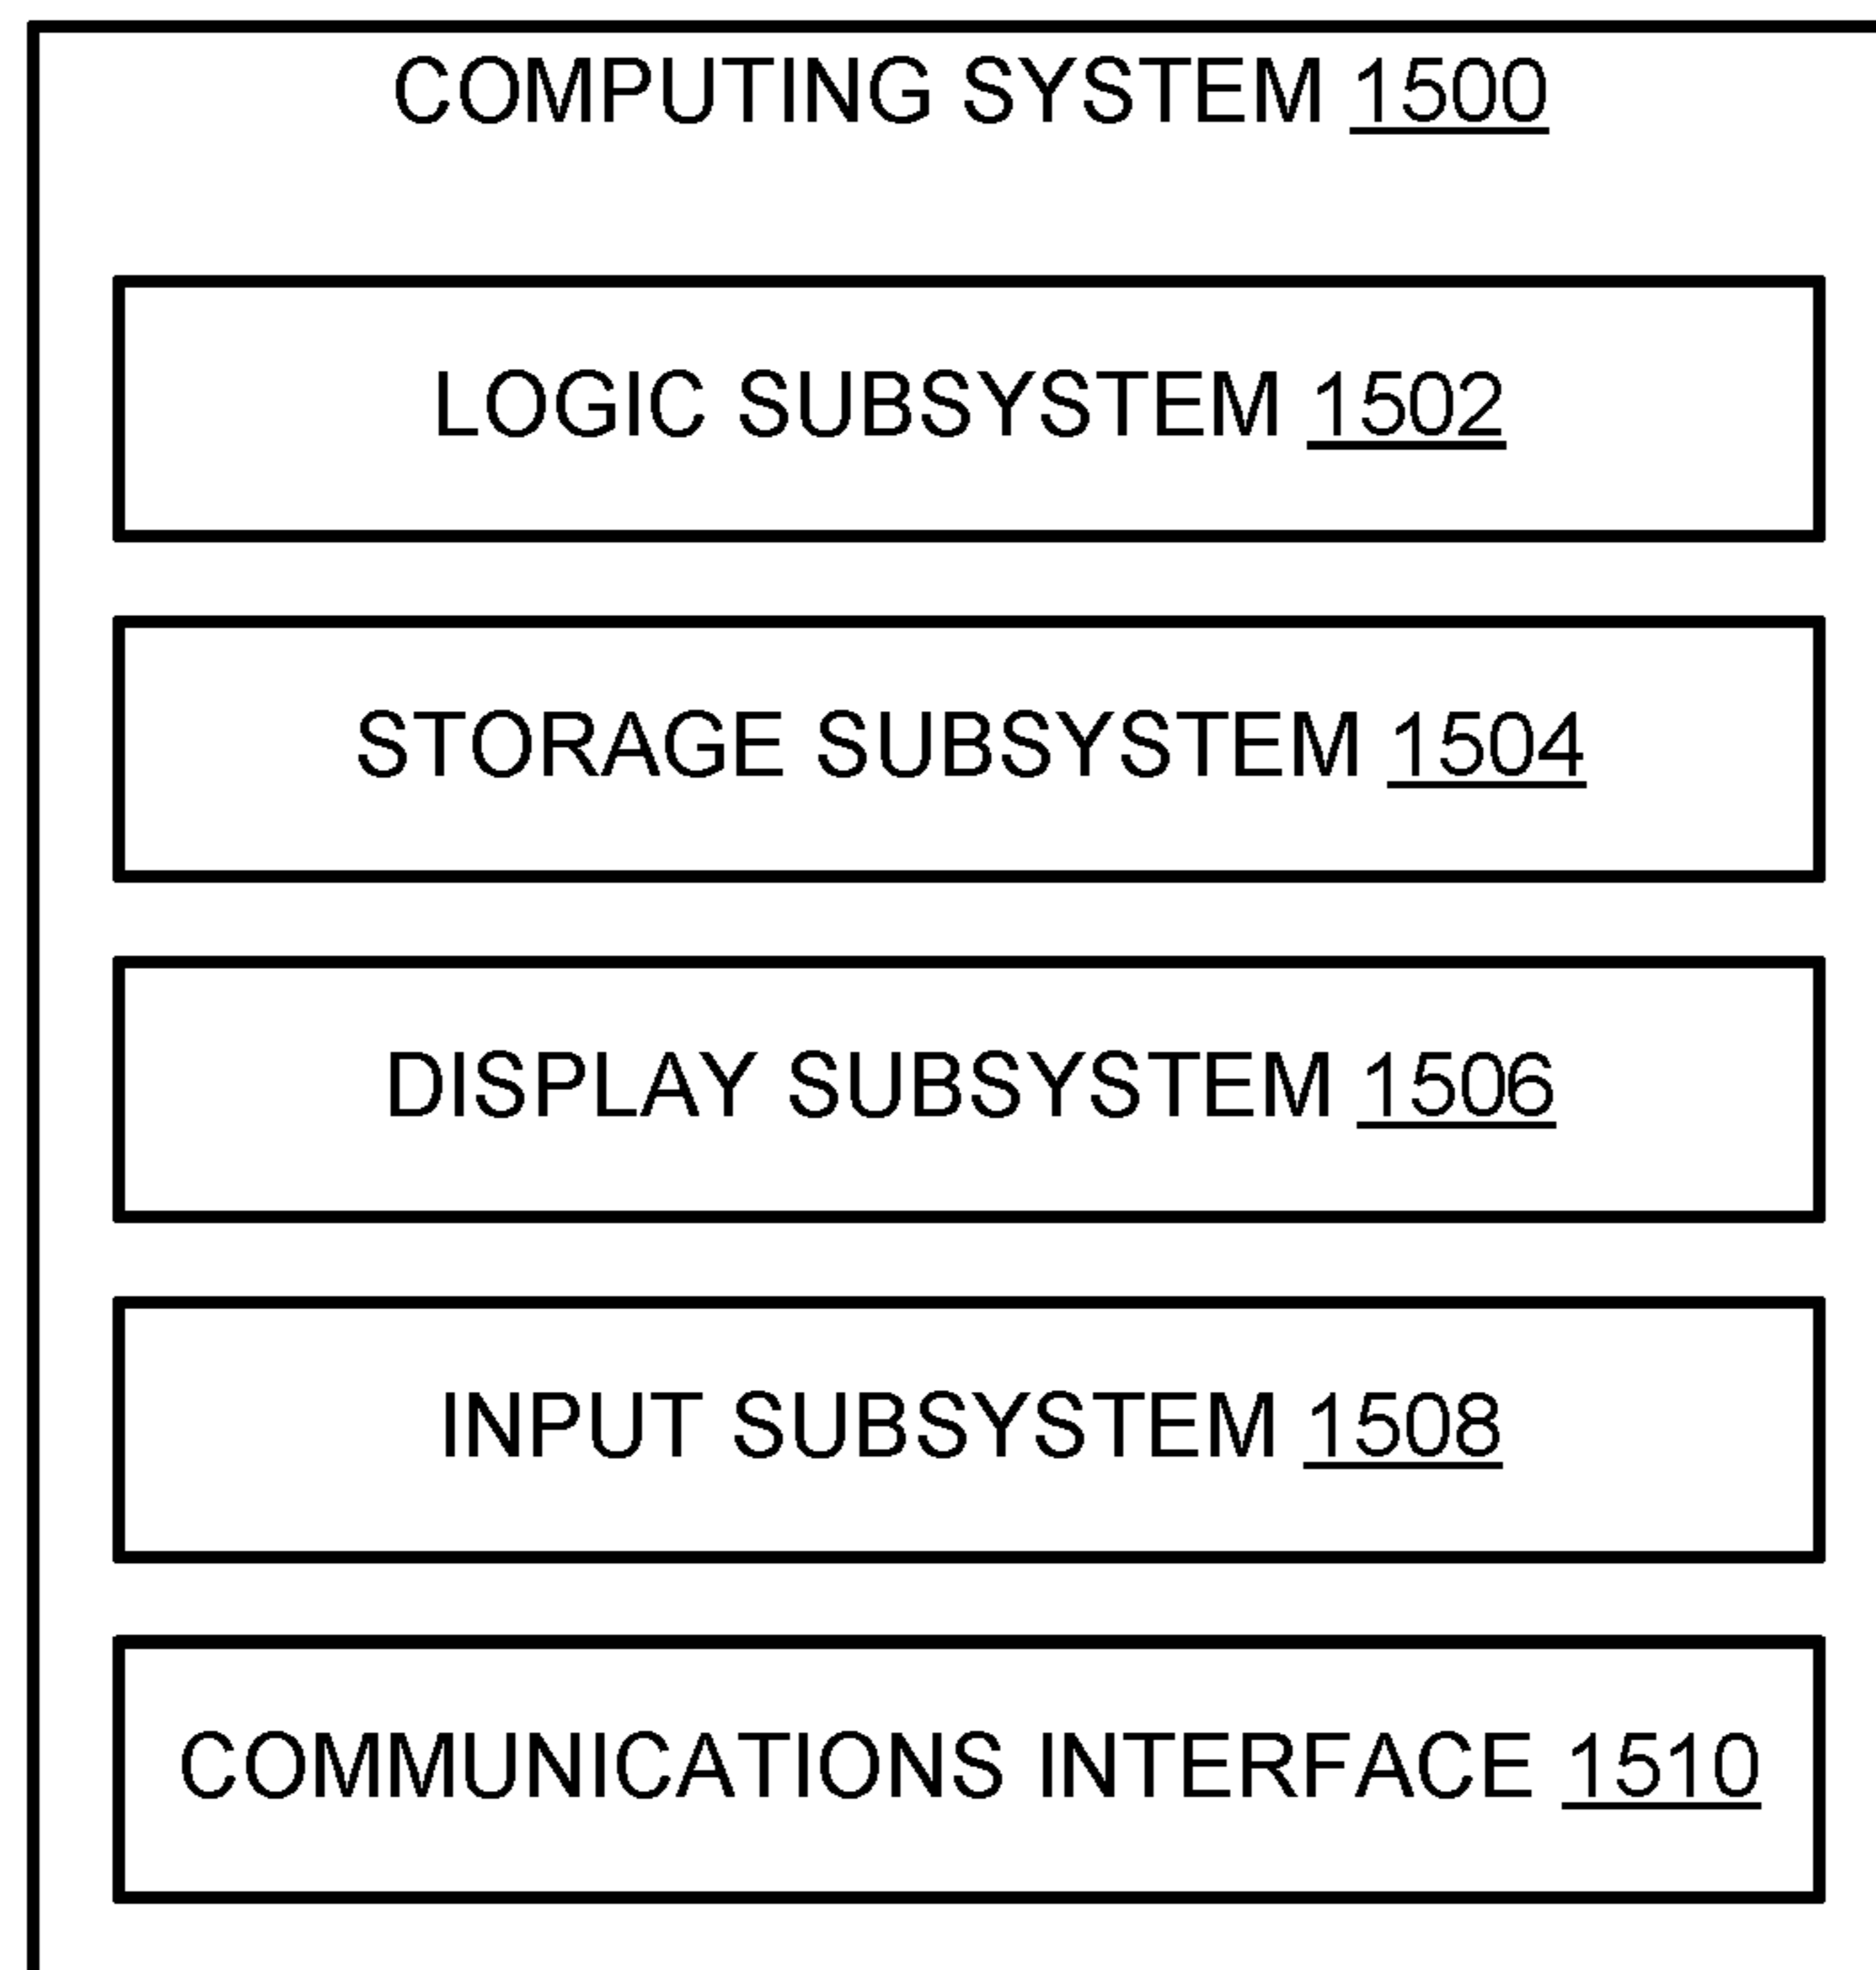 COMPUTING SYSTEM 1500
LOGIC SUBSYSTEM 1502
STORAGE SUBSYSTEM 1504
DISPLAY SUBSYSTEM 1506
INPUT SUBSYSTEM 1508
COMMUNICATIONS INTERFACE 1510